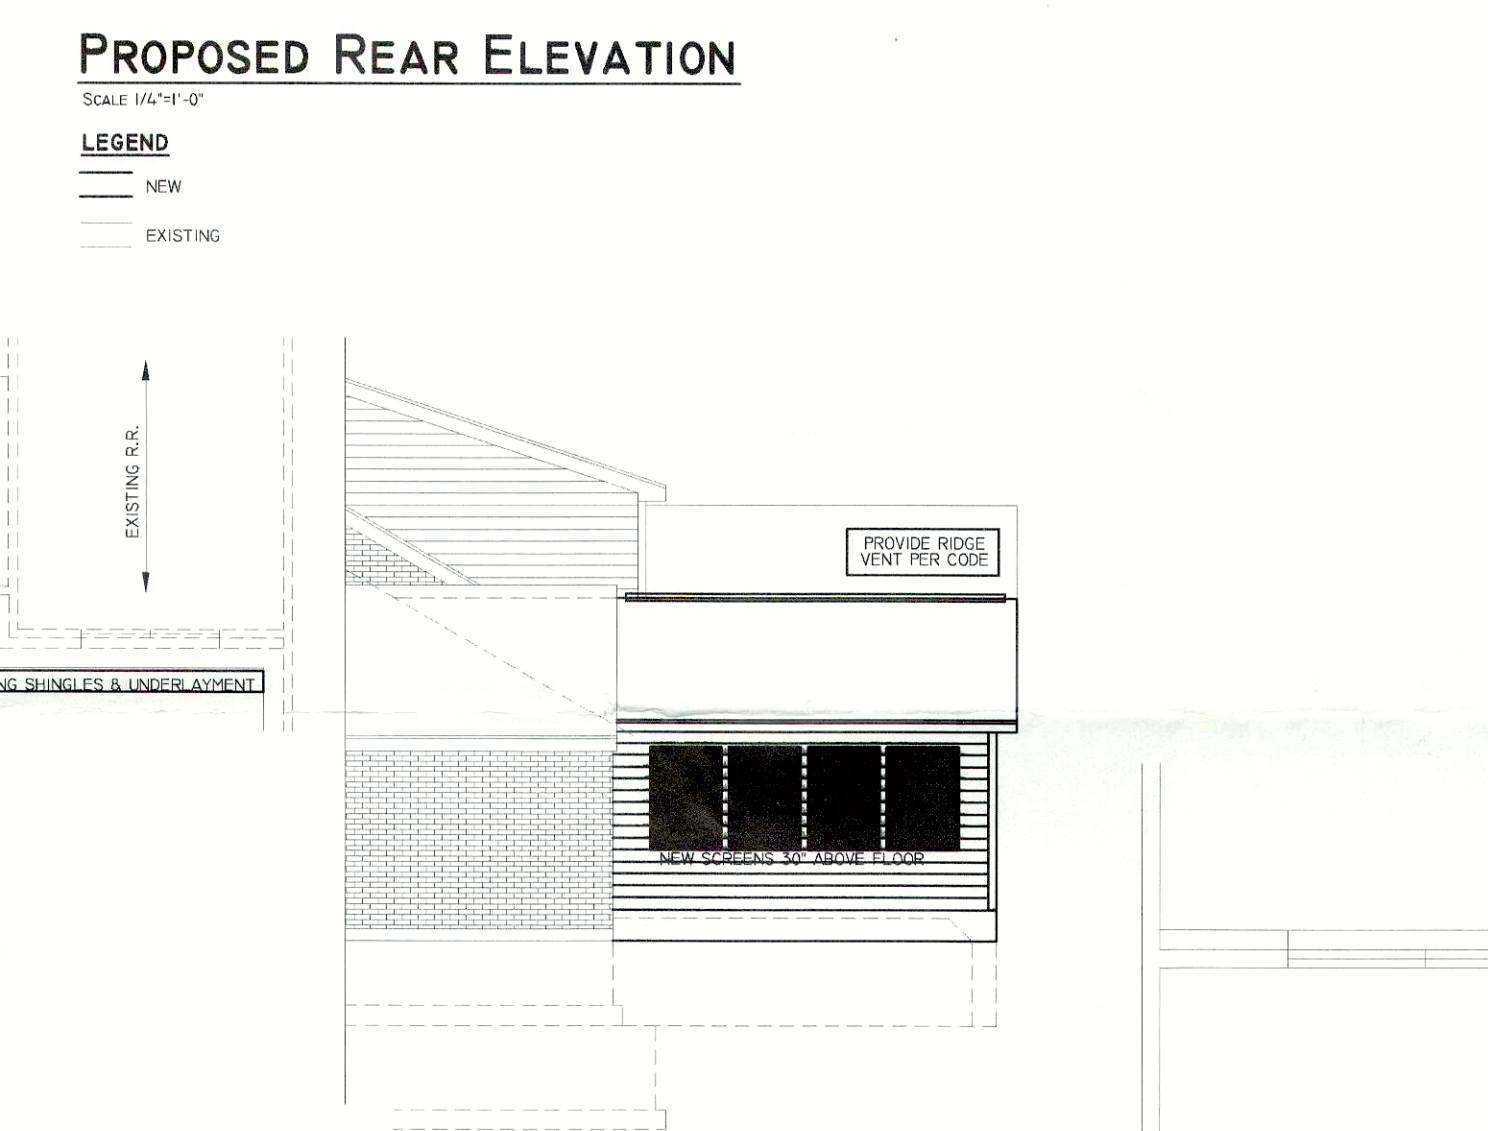 PROPOSED REAR ELEVATION
SCALE 1/4"=1'-0"
LEGEND
NEW
EXISTING
EXISTING R.R.
PROVIDE RIDGE
VENT PER CODE
NG SHINGLES & UNDERLAYMENT
NEW SCREENS 30" ABOVE FLOOR